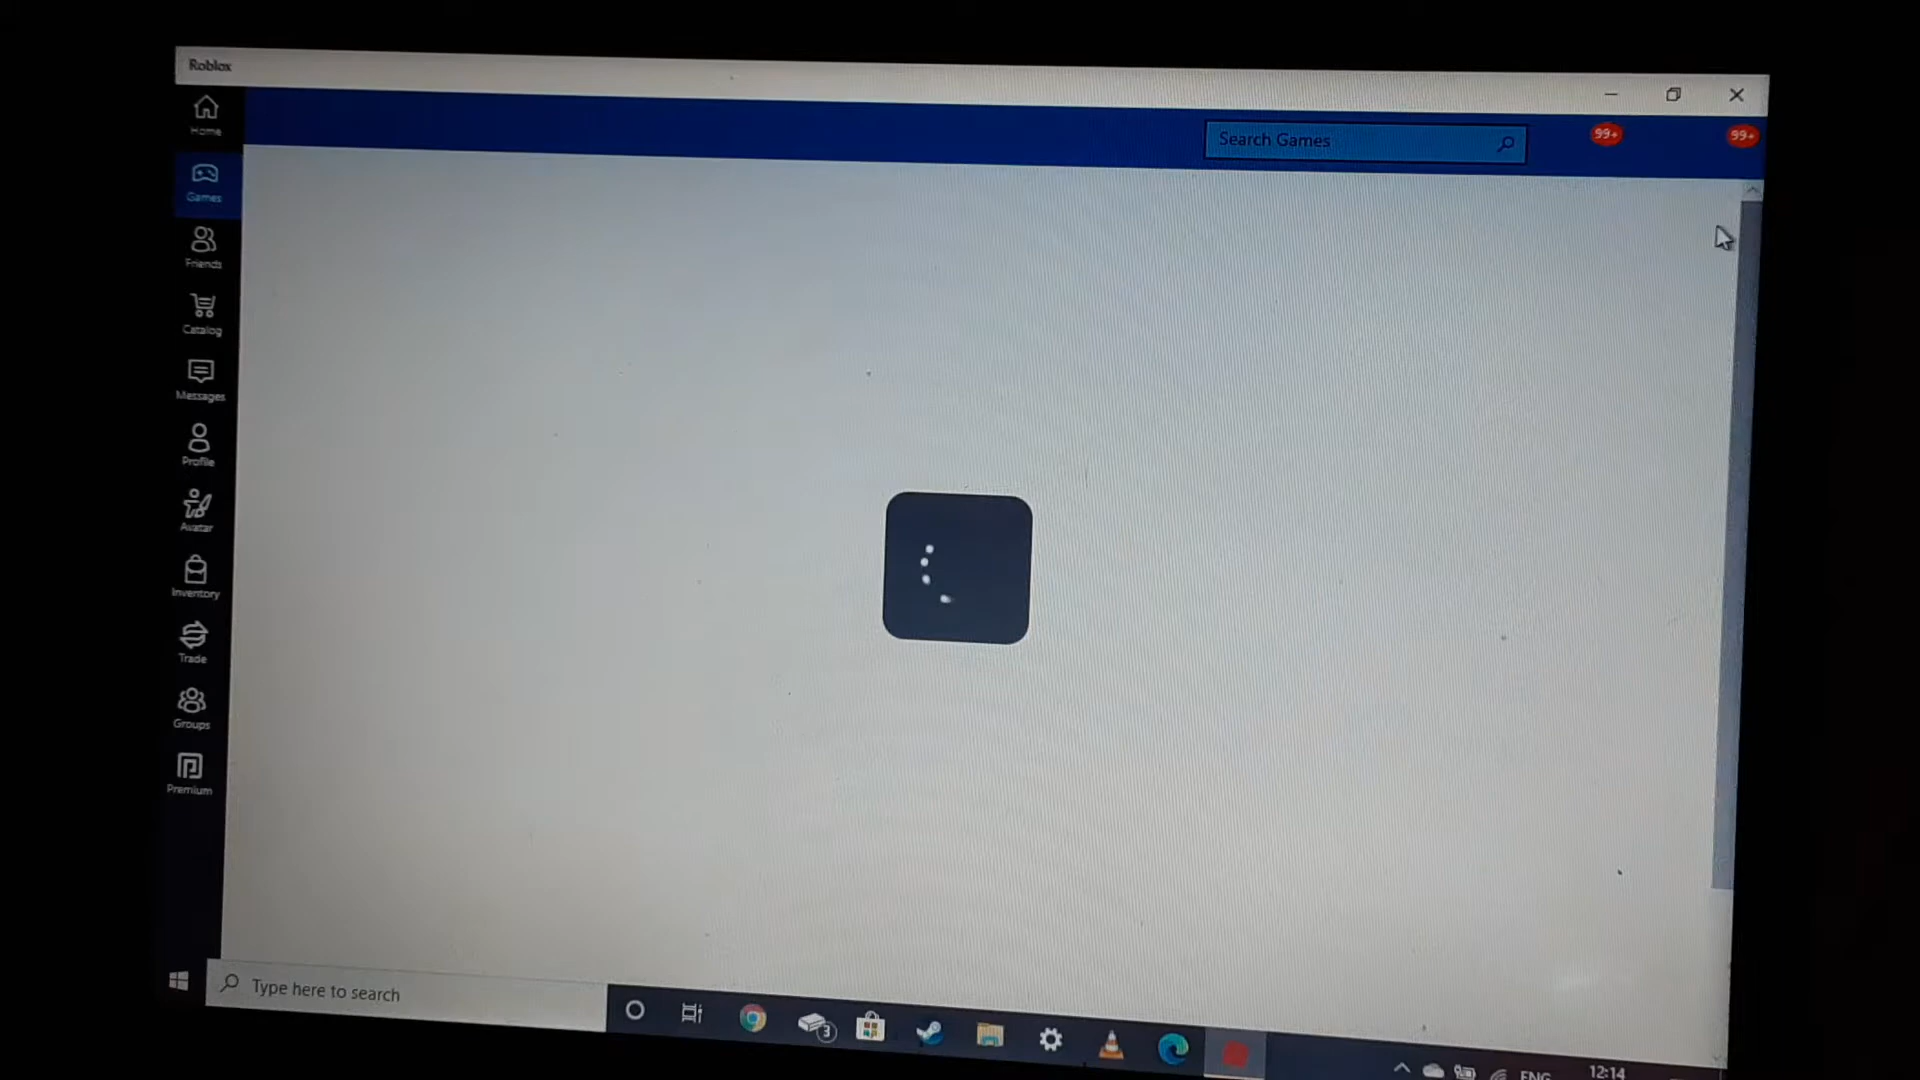 Roblox
Home
Search Games
99+
99+
Games
Friends
Catalog
Messages
Profile
Avatar
Inventory
Trade
Groups
Premium
Type here to search
3
ENG
12:14